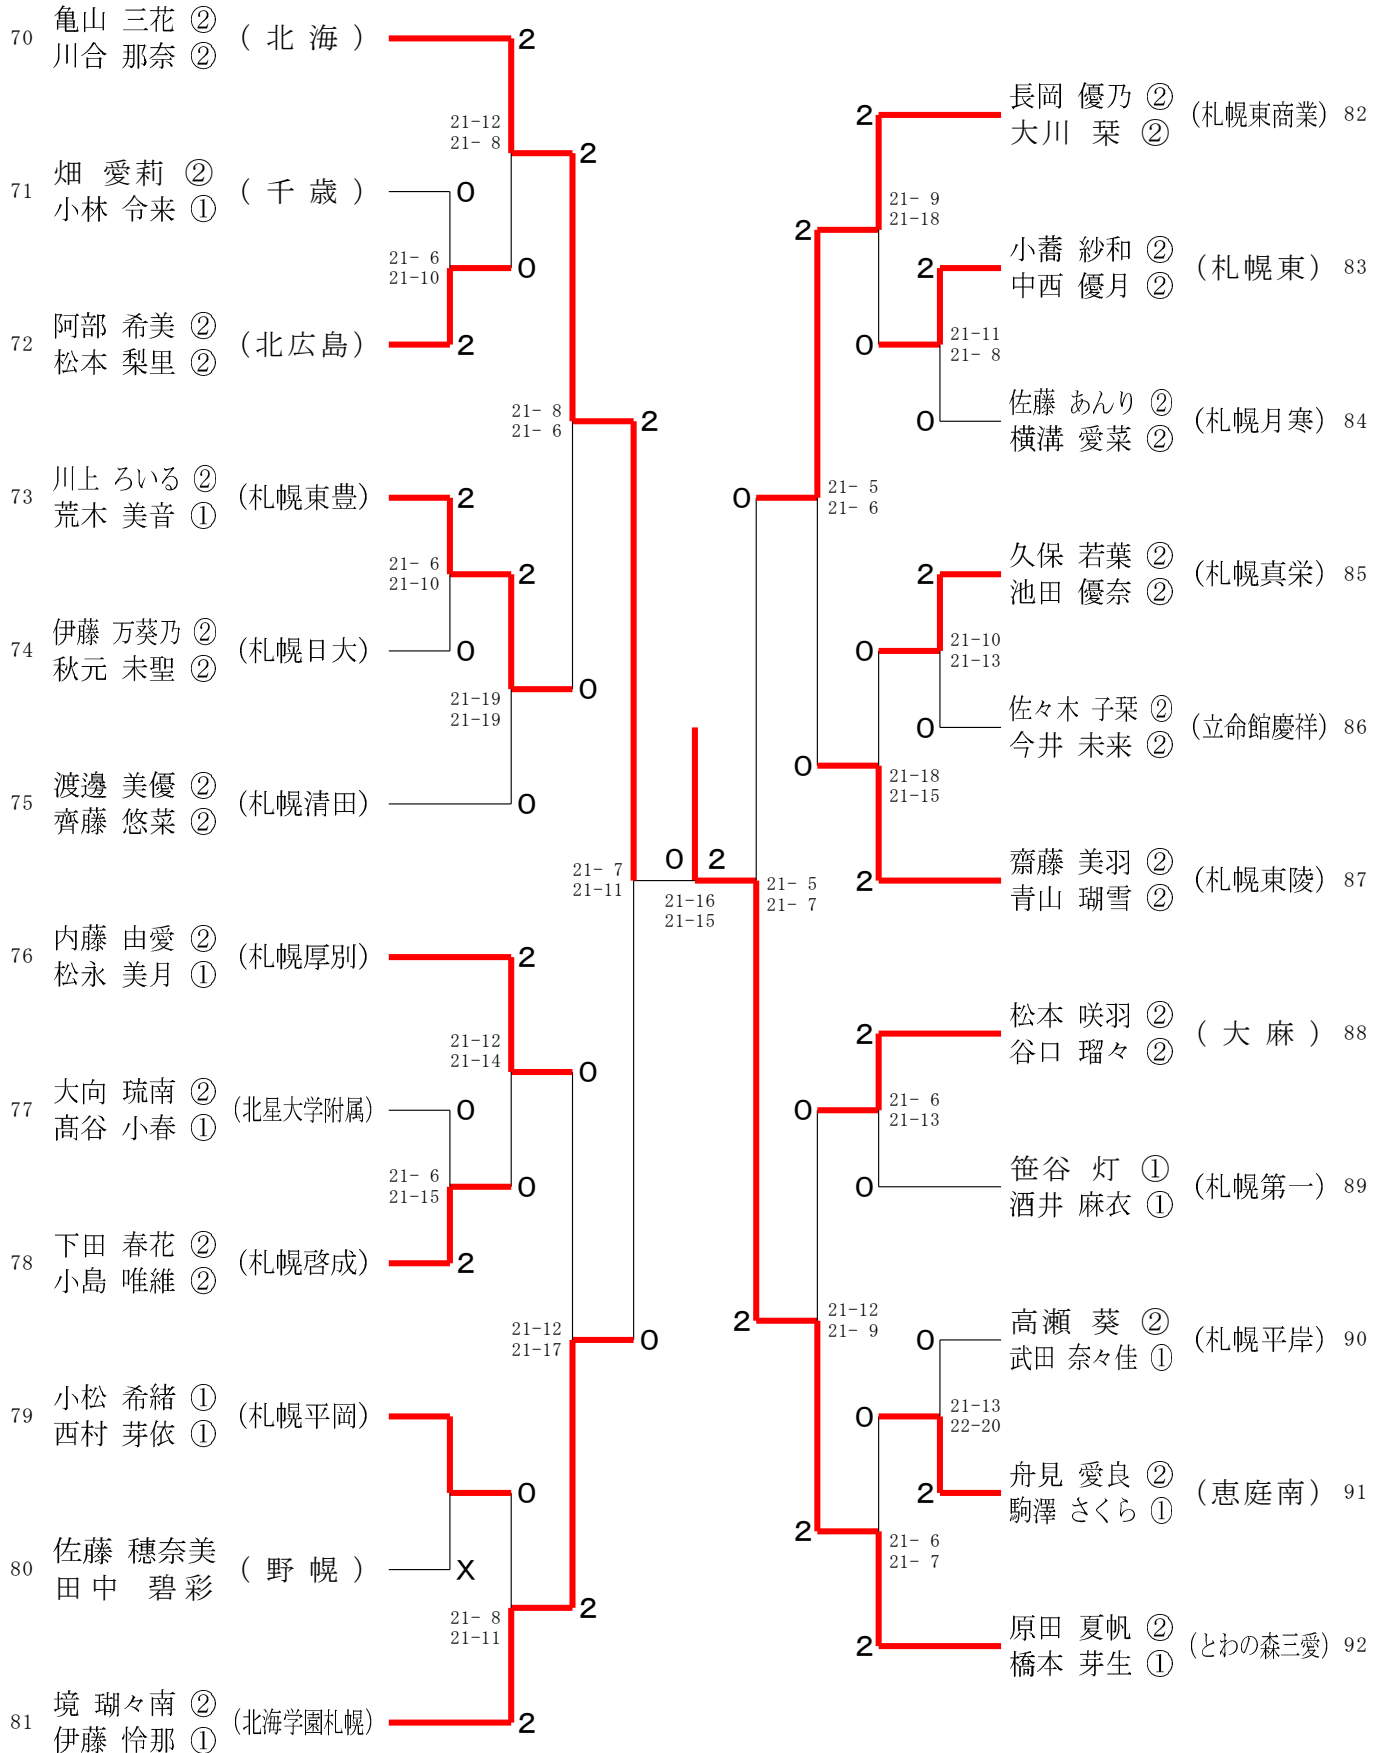 70 亀山 三花 ② (北海) 2
川合 那奈 ②
21-12
21- 8
2
71 畑 愛莉 ② (千歳) 0
小林 令来 ①
21- 6
21-10
0
72 阿部 希美 ② (北広島) 2
松本 梨里 ②
21- 8
21- 6
2
73 川上 ろいる ② (札幌東豊) 2
荒木 美音 ①
21- 6
21-10
2
74 伊藤 万葵乃 ② (札幌日大) 0
秋元 未聖 ②
21-19
21-19
0
75 渡邊 美優 ② (札幌清田) 0
齊藤 悠菜 ②
21- 7
21-11
76 内藤 由愛 ② (札幌厚別) 2
松永 美月 ①
21-12
21-14
0
77 大向 琉南 ② (北星大学附属) 0
髙谷 小春 ①
21- 6
21-15
0
78 下田 春花 ② (札幌啓成) 2
小島 唯維 ②
21-12
21-17
0
79 小松 希緒 ① (札幌平岡)
西村 芽依 ①
0
80 佐藤 穂奈美 (野幌) X
田中 碧彩
21- 8
21-11
2
81 境 瑚々南 ② (北海学園札幌) 2
伊藤 怜那 ①
0 2
21-16
21-15
2 長岡 優乃 ② (札幌東商業) 82
大川 栞 ②
21- 9
21-18
2
2 小蕎 紗和 ② (札幌東) 83
中西 優月 ②
21-11
21- 8
0
0 佐藤 あんり ② (札幌月寒) 84
横溝 愛菜 ②
21- 5
21- 6
0
2 久保 若葉 ② (札幌真栄) 85
池田 優奈 ②
21-10
21-13
0
0 佐々木 子栞 ② (立命館慶祥) 86
今井 未来 ②
21-18
21-15
0
2 齋藤 美羽 ② (札幌東陵) 87
青山 瑚雪 ②
21- 5
21- 7
2 松本 咲羽 ② (大麻) 88
谷口 瑠々 ②
21- 6
21-13
0
0 笹谷 灯 ① (札幌第一) 89
酒井 麻衣 ①
21-12
21- 9
2
0 高瀬 葵 ② (札幌平岸) 90
武田 奈々佳 ①
21-13
22-20
0
2 舟見 愛良 ② (恵庭南) 91
駒澤 さくら ①
21- 6
21- 7
2
2 原田 夏帆 ② (とわの森三愛) 92
橋本 芽生 ①